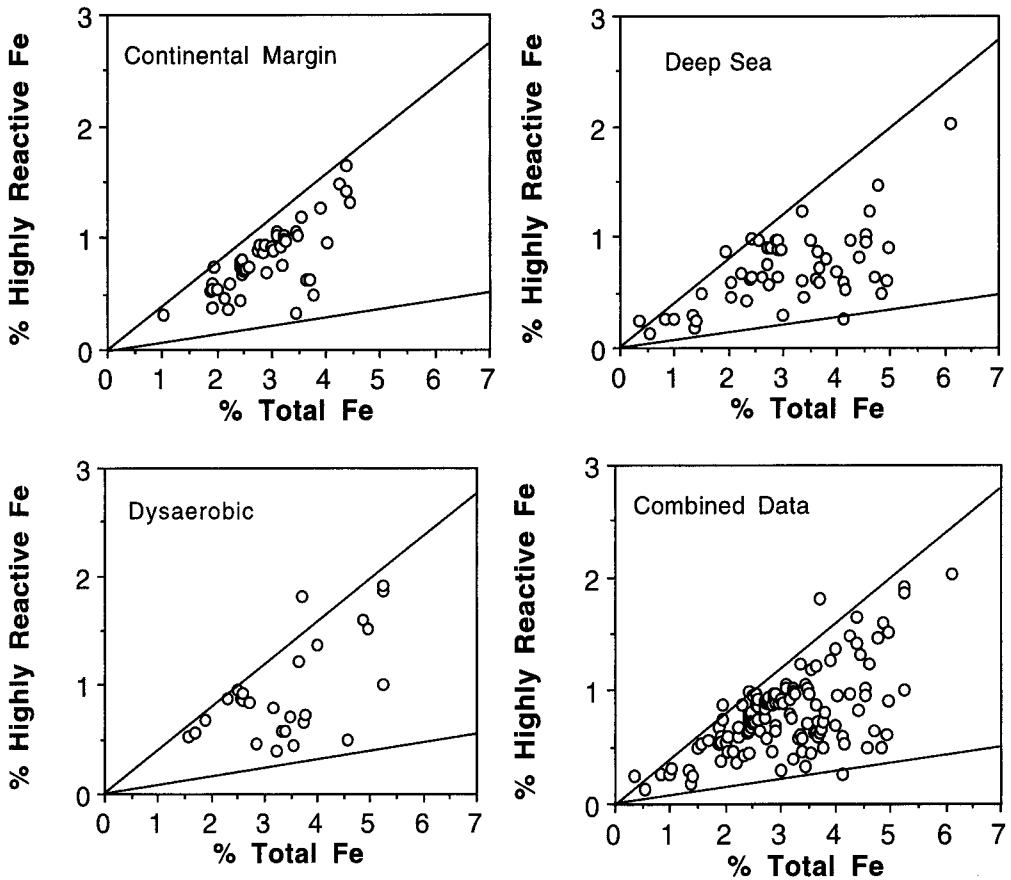 3
Continental Margin
2
1
0
% Highly Reactive Fe
0 1 2 3 4 5 6 7
% Total Fe
3
Deep Sea
2
1
0
% Highly Reactive Fe
0 1 2 3 4 5 6 7
% Total Fe
3
Dysaerobic
2
1
0
% Highly Reactive Fe
0 1 2 3 4 5 6 7
% Total Fe
3
Combined Data
2
1
0
% Highly Reactive Fe
0 1 2 3 4 5 6 7
% Total Fe